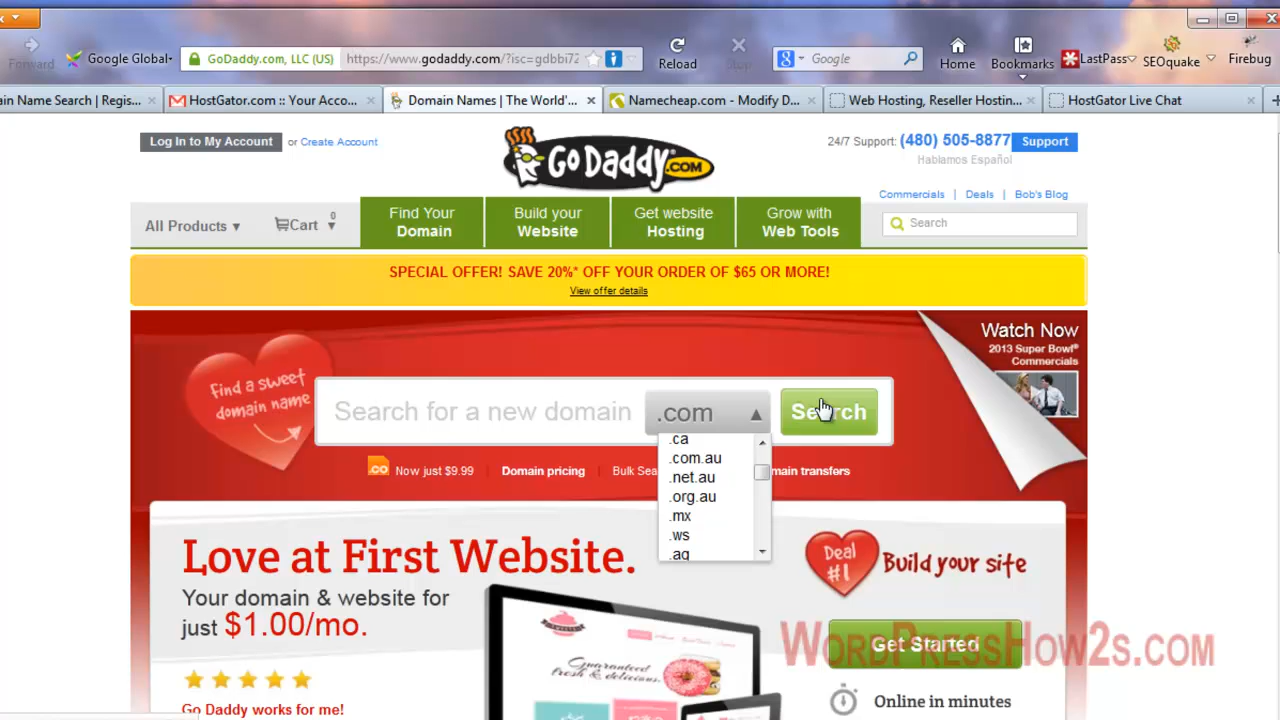 Forward
Google Global
GoDaddy.com, LLC (US)
https://www.godaddy.com/?isc=gdbbi72
Reload
Stop
Google
Home
Bookmarks
LastPass
SEOquake
Firebug
ain Name Search | Regis...
HostGator.com :: Your Acco...
Domain Names | The World'...
Namecheap.com - Modify D...
Web Hosting, Reseller Hostin...
HostGator Live Chat
Log In to My Account
or Create Account
GoDaddy.COM
24/7 Support: (480) 505-8877
Support
Hablamos Español
Commercials | Deals | Bob's Blog
All Products
Cart
0
Find Your
Domain
Build your
Website
Get website
Hosting
Grow with
Web Tools
Search
SPECIAL OFFER! SAVE 20%* OFF YOUR ORDER OF $65 OR MORE!
View offer details
Find a sweet
domain name
Watch Now
2013 Super Bowl®
Commercials
Search for a new domain
.com
Search
.ca
.com.au
.net.au
.org.au
.mx
.ws
.ag
.co
Now just $9.99
Domain pricing
Bulk Sea
main transfers
Love at First Website.
Your domain & website for
just $1.00/mo.
Go Daddy works for me!
Guaranteed
fresh & delicious.
Deal
#1
Build your site
Get Started
Online in minutes
WordPressHow2s.com